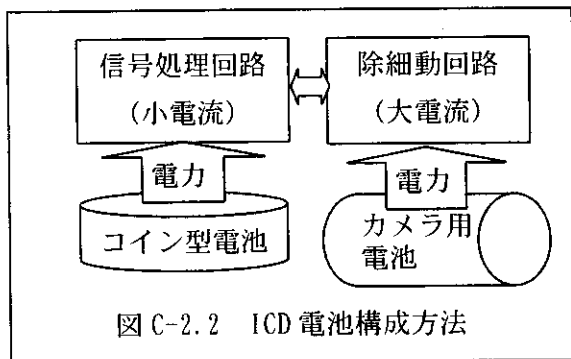 信号処理回路
(小電流)
除細動回路
(大電流)
電力
電力
コイン型電池
カメラ用
電池
図 C-2.2 ICD 電池構成方法